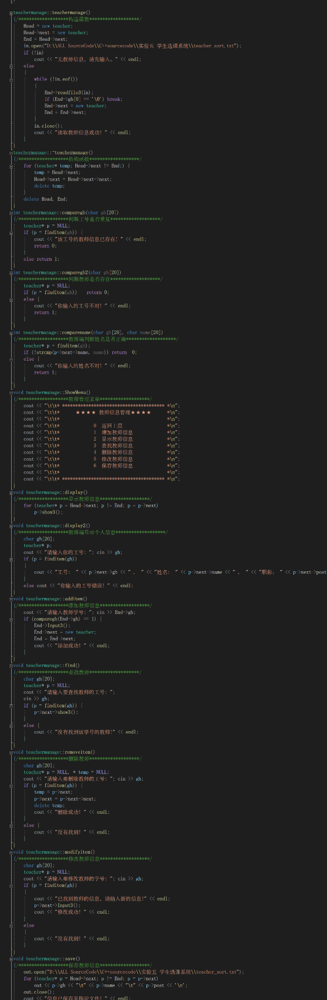 }
teachermanage::teachermanage()
{/*******************构造函数*******************/
    Head = new teacher;
    Head->next = new teacher;
    End = Head->next;
    in.open("D:\\ALL SourceCode\\C++sourcecode\\实验五 学生选课系统\\teacher_sort.txt");
    if (!in)
        cout << "无教师信息, 请先输入。" << endl;
    else
    {
        while (!in.eof())
        {
            End->readfile3(in);
            if (End->gh[0] == '\0') break;
            End->next = new teacher;
            End = End->next;
        }
        in.close();
        cout << "读取教师信息成功! " << endl;
    }
}
teachermanage::~teachermanage()
{/*******************析构函数*******************/
    for (teacher* temp; Head->next != End;) {
        temp = Head->next;
        Head->next = Head->next->next;
        delete temp;
    }
    delete Head, End;
}
int teachermanage::comparegh(char gh[20])
{/*******************判断工号是否重复*******************/
    teacher* p = NULL;
    if (p = finditem(gh)) {
        cout << "该工号的教师信息已存在! " << endl;
        return 0;
    }
    else return 1;
}
int teachermanage::comparegh2(char gh[20])
{/*******************判断教师是否存在*******************/
    teacher* p = NULL;
    if (p = finditem(gh))    return 0;
    else {
        cout << "你输入的工号不对! " << endl;
        return 1;
    }
}
int teachermanage::comparename(char gh[20], char name[20])
{/*******************教师端判断姓名是否正确*******************/
    teacher* p = finditem(gh);
    if (!strcmp(p->next->name, name)) return  0;
    else {
        cout << "你输入的姓名不对! " << endl;
        return 1;
    }
}
void teachermanage::ShowMenu()
{/*******************教师管理菜单*******************/
    cout << "\t\t* *************************************** *\n";
    cout << "\t\t*      ★★★★ 教师信息管理★★★★      *\n";
    cout << "\t\t*                                         *\n";
    cout << "\t\t*             0  返回上层                 *\n";
    cout << "\t\t*             1  增加教师信息             *\n";
    cout << "\t\t*             2  显示教师信息             *\n";
    cout << "\t\t*             3  查找教师信息             *\n";
    cout << "\t\t*             4  删除教师信息             *\n";
    cout << "\t\t*             5  修改教师信息             *\n";
    cout << "\t\t*             6  保存教师信息             *\n";
    cout << "\t\t*                                         *\n";
    cout << "\t\t* *************************************** *\n";
}
void teachermanage::display()
{/*******************显示教师信息*******************/
    for (teacher* p = Head->next; p != End; p = p->next)
        p->show3();
}
void teachermanage::display2()
{/*******************教师端显示个人信息*******************/
    char gh[20];
    teacher* p;
    cout << "请输入你的工号: "; cin >> gh;
    if (p = finditem(gh))
    {
        cout << "工号:  " << p->next->gh << " ,  " << "姓名:  " << p->next->name << " ,  " << "职称:  " << p->next->post
    }
    else cout << "你输入的工号错误! " << endl;
}
void teachermanage::additem()
{/*******************添加教师信息*******************/
    cout << "请输入教师学号: "; cin >> End->gh;
    if (comparegh(End->gh) == 1) {
        End->Input3();
        End->next = new teacher;
        End = End->next;
        cout << "添加成功! " << endl;
    }
}
void teachermanage::find()
{/*******************查找教师*******************/
    char gh[20];
    teacher* p = NULL;
    cout << "请输入要查找教师的工号: ";
    cin >> gh;
    if (p = finditem(gh)) {
        p->next->show3();
    }
    else {
        cout << "没有找到该学号的教师!" << endl;
    }
}
void teachermanage::removeitem()
{/*******************删除教师*******************/
    char gh[20];
    teacher* p = NULL, * temp = NULL;
    cout << "请输入要删除教师的工号: "; cin >> gh;
    if (p = finditem(gh)) {
        temp = p->next;
        p->next = p->next->next;
        delete temp;
        cout << "删除成功! " << endl;
    }
    else {
        cout << "没有找到! " << endl;
    }
}
void teachermanage::modifyitem()
{/*******************修改教师信息*******************/
    char gh[20];
    teacher* p = NULL;
    cout << "请输入要修改教师的学号: "; cin >> gh;
    if (p = finditem(gh))
    {
        cout << "已找到教师的信息, 请输入新的信息!" << endl;
        p->next->Input3();
        cout << "修改成功! " << endl;
    }
    else
    {
        cout << "没有找到! " << endl;
    }
}
void teachermanage::save()
{/*******************保存教师信息*******************/
    out.open("D:\\ALL SourceCode\\C++sourcecode\\实验五 学生选课系统\\teacher_sort.txt");
    for (teacher* p = Head->next; p != End; p = p->next)
        out << p->gh << "\t" << p->name << "\t" << p->post << '\n';
    out.close();
    cout << "信息已保存至指定文件! " << endl;